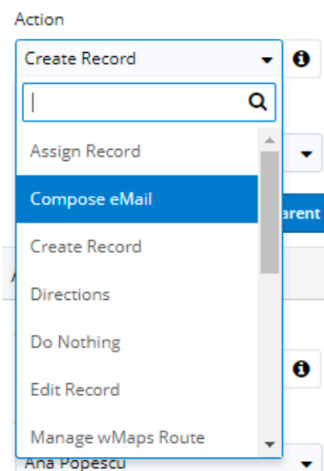 Action
Create Record
Assign Record
Compose eMail
arent
Create Record
Directions
Do Nothing
Edit Record
Manage wMaps Route
Ana Popescu